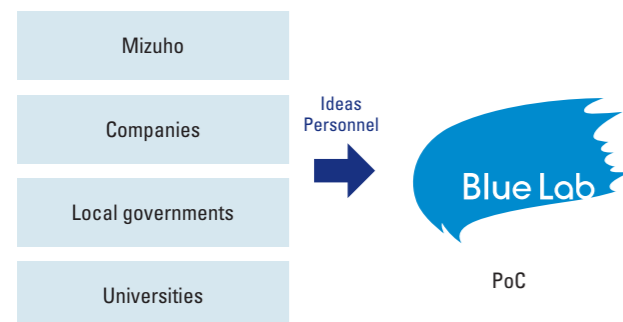 Mizuho
Companies
Local governments
Universities
Ideas
Personnel
Blue Lab
PoC